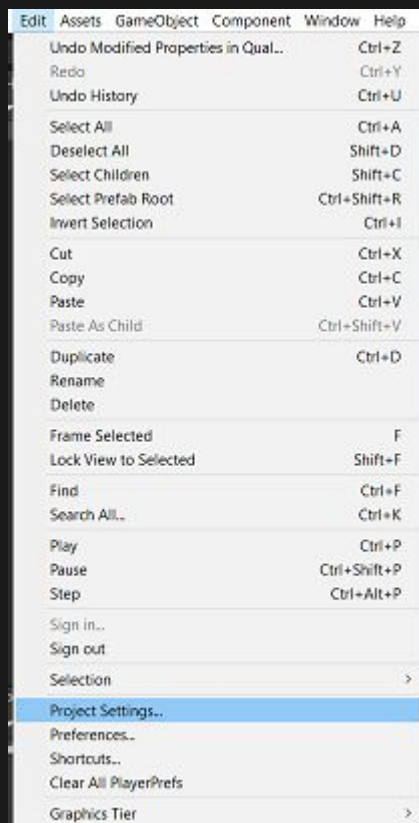 Edit Assets GameObject Component Window Help
Undo Modified Properties in Qual... Ctrl+Z
Redo Ctrl+Y
Undo History Ctrl+U
Select All Ctrl+A
Deselect All Shift+D
Select Children Shift+C
Select Prefab Root Ctrl+Shift+R
Invert Selection Ctrl+I
Cut Ctrl+X
Copy Ctrl+C
Paste Ctrl+V
Paste As Child Ctrl+Shift+V
Duplicate Ctrl+D
Rename
Delete
Frame Selected F
Lock View to Selected Shift+F
Find Ctrl+F
Search All... Ctrl+K
Play Ctrl+P
Pause Ctrl+Shift+P
Step Ctrl+Alt+P
Sign in...
Sign out
Selection >
Project Settings...
Preferences...
Shortcuts...
Clear All PlayerPrefs
Graphics Tier >